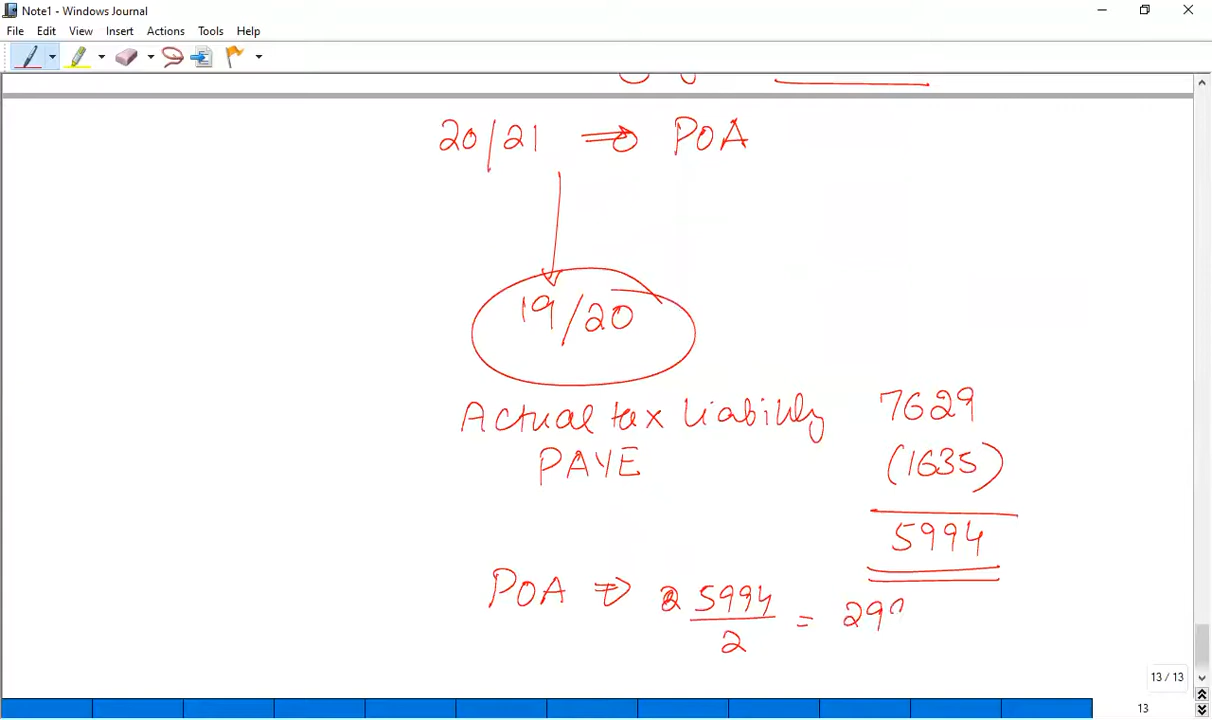 Note1 - Windows Journal
File Edit View Insert Actions Tools Help
20/21 ⇒ POA
19/20
Actual tax liability 7629
PAYE (1635)
5994
POA ⇒ 5994
2 = 29
13 / 13
13